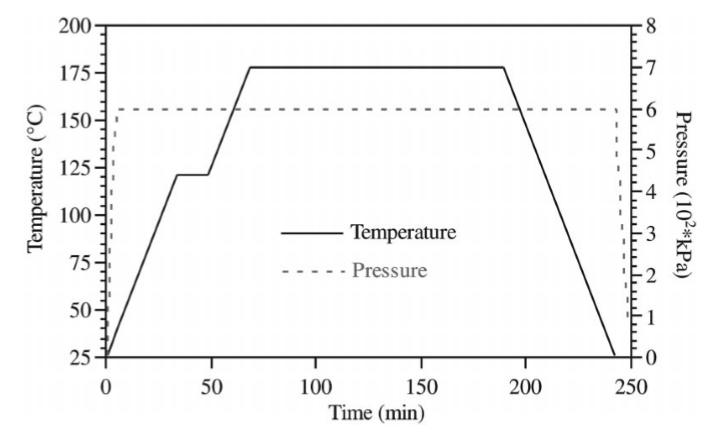 200
175
150
125
100
75
50
25
Temperature (°C)
8
7
6
5
4
3
2
1
0
Pressure (10²*kPa)
Temperature
Pressure
0 50 100 150 200 250
Time (min)